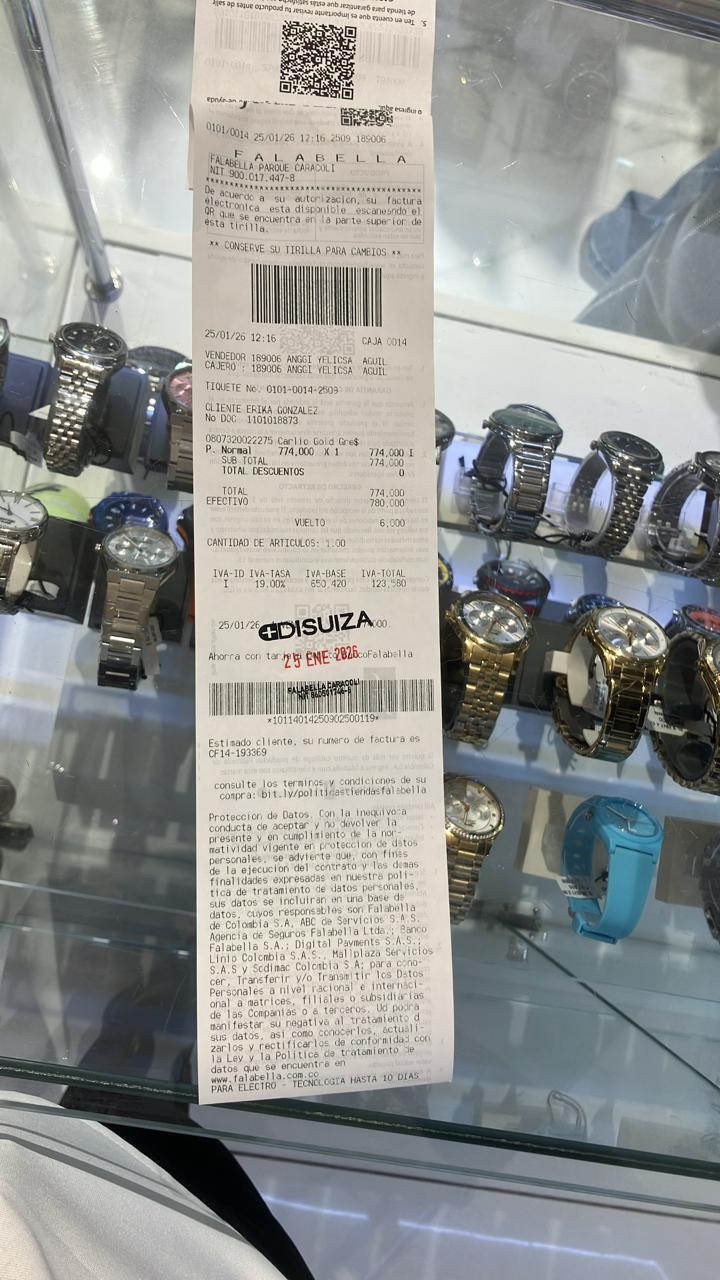 5. Ten en cuenta que es importante revisar tu producto antes de salir
0101/0014 25/01/26 12:16 2509 189006
F A L A B E L L A
FALABELLA PARQUE CARACOLI
NIT 900.017.447-8
De acuerdo a su autorizacion, su factura
electronica esta disponible escaneando el
QR que se encuentra en la parte superior de
esta tirilla.
** CONSERVE SU TIRILLA PARA CAMBIOS **
25/01/26 12:16 CAJA 0014
VENDEDOR 189006 ANGGI YELICSA AGUIL
CAJERO : 189006 ANGGI YELICSA AGUIL
TIQUETE No. 0101-0014-2509
CLIENTE ERIKA GONZALEZ
No DOC 1101018873
0807320022275 Carlio Gold Gre$
P. Normal 774,000 X 1 774,000 I
SUB TOTAL 774,000
TOTAL DESCUENTOS 0
TOTAL 774,000
EFECTIVO 780,000
VUELTO 6,000
CANTIDAD DE ARTICULOS: 1.00
IVA-ID IVA-TASA IVA-BASE IVA-TOTAL
I 19.00% 650,420 123,580
25/01/26
DISUIZA
Ahorra con
25 ENE 2026
FALABELLA CARACOLI
*10114014250902500119*
Estimado cliente, su numero de factura es
CF14-193369
consulte los terminos y condiciones de su
compra: bit.ly/politicastiendasfalabella
Proteccion de Datos. Con la inequivoca
conducta de aceptar y no devolver la
presente y en cumplimiento de la nor-
matividad vigente en proteccion de datos
personales, se advierte que, con fines
de la ejecucion del contrato y las demas
finalidades expresadas en nuestra poli-
tica de tratamiento de datos personales,
sus datos se incluiran en una base de
datos, cuyos responsables son Falabella
de Colombia S.A, ABC de Servicios S.A.S,
Agencia de Seguros Falabella Ltda.; Banco
Falabella S.A.; Digital Payments S.A.S.;
Linio Colombia S.A.S., Mallplaza Servicios
S.A.S y Sodimac Colombia S.A; para cono-
cer, Transferir y/o Transmitir los Datos
Personales a nivel nacional e internaci-
onal a matrices, filiales o subsidiarias
de las Companias o a terceros. Ud podra
manifestar su negativa al tratamiento d
sus datos, asi como conocerlos, actuali-
zarlos y rectificarlos de conformidad con
la Ley y la Politica de tratamiento de
datos que se encuentra en
www.falabella.com.co
PARA ELECTRO - TECNOLOGIA HASTA 10 DIAS